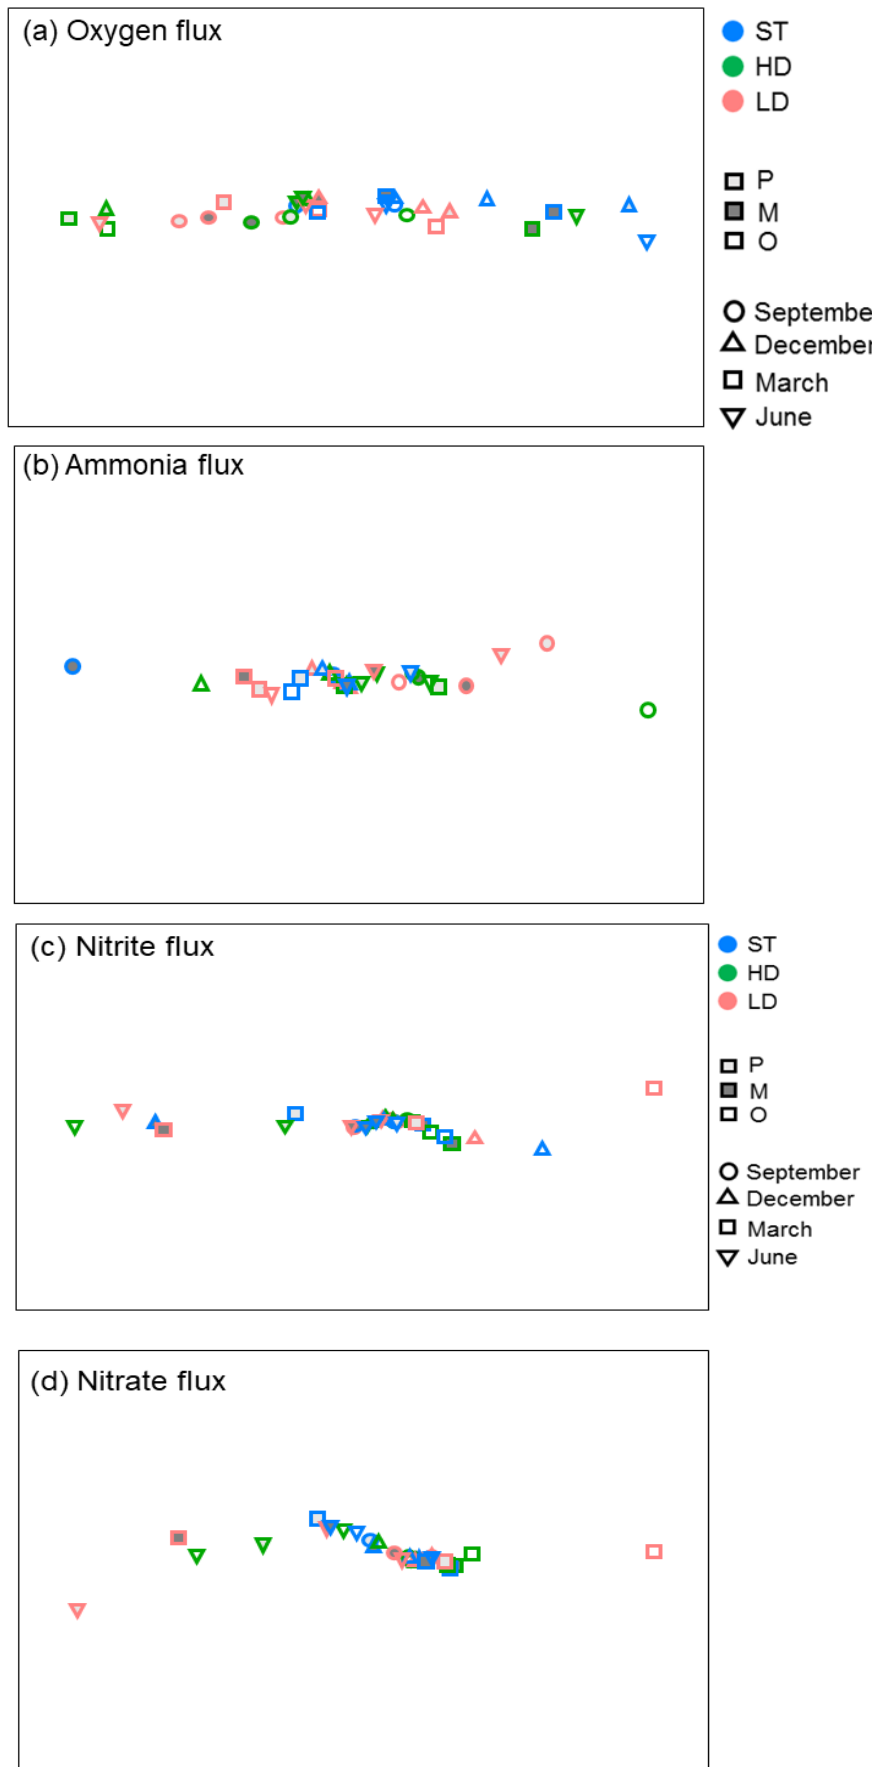 (a) Oxygen flux
ST
HD
LD
P
M
O
Septembe
December
March
June
(b) Ammonia flux
(c) Nitrite flux
ST
HD
LD
P
M
O
September
December
March
June
(d) Nitrate flux